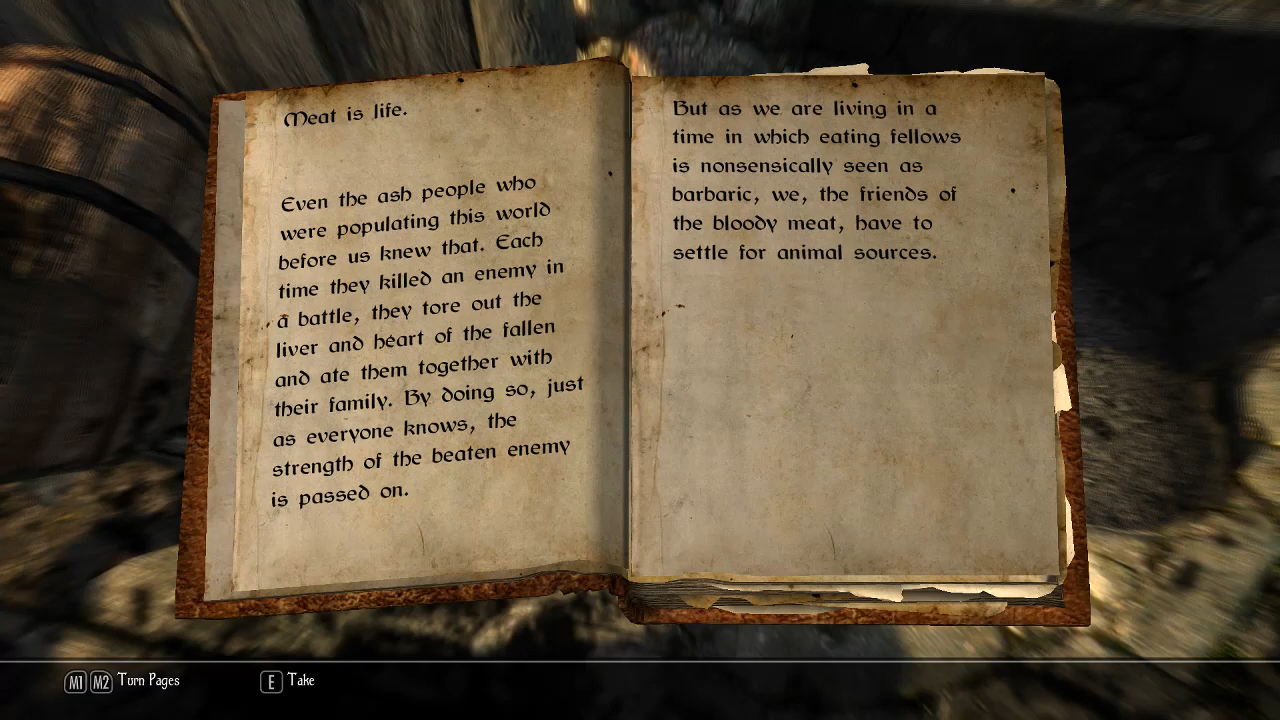 Meat is life.
Even the ash people who
were populating this world
before us knew that. Each
time they killed an enemy in
a battle, they tore out the
liver and heart of the fallen
and ate them together with
their family. By doing so, just
as everyone knows, the
strength of the beaten enemy
is passed on.
But as we are living in a
time in which eating fellows
is nonsensically seen as
barbaric, we, the friends of
the bloody meat, have to
settle for animal sources.
M1 M2 Turn Pages
E Take